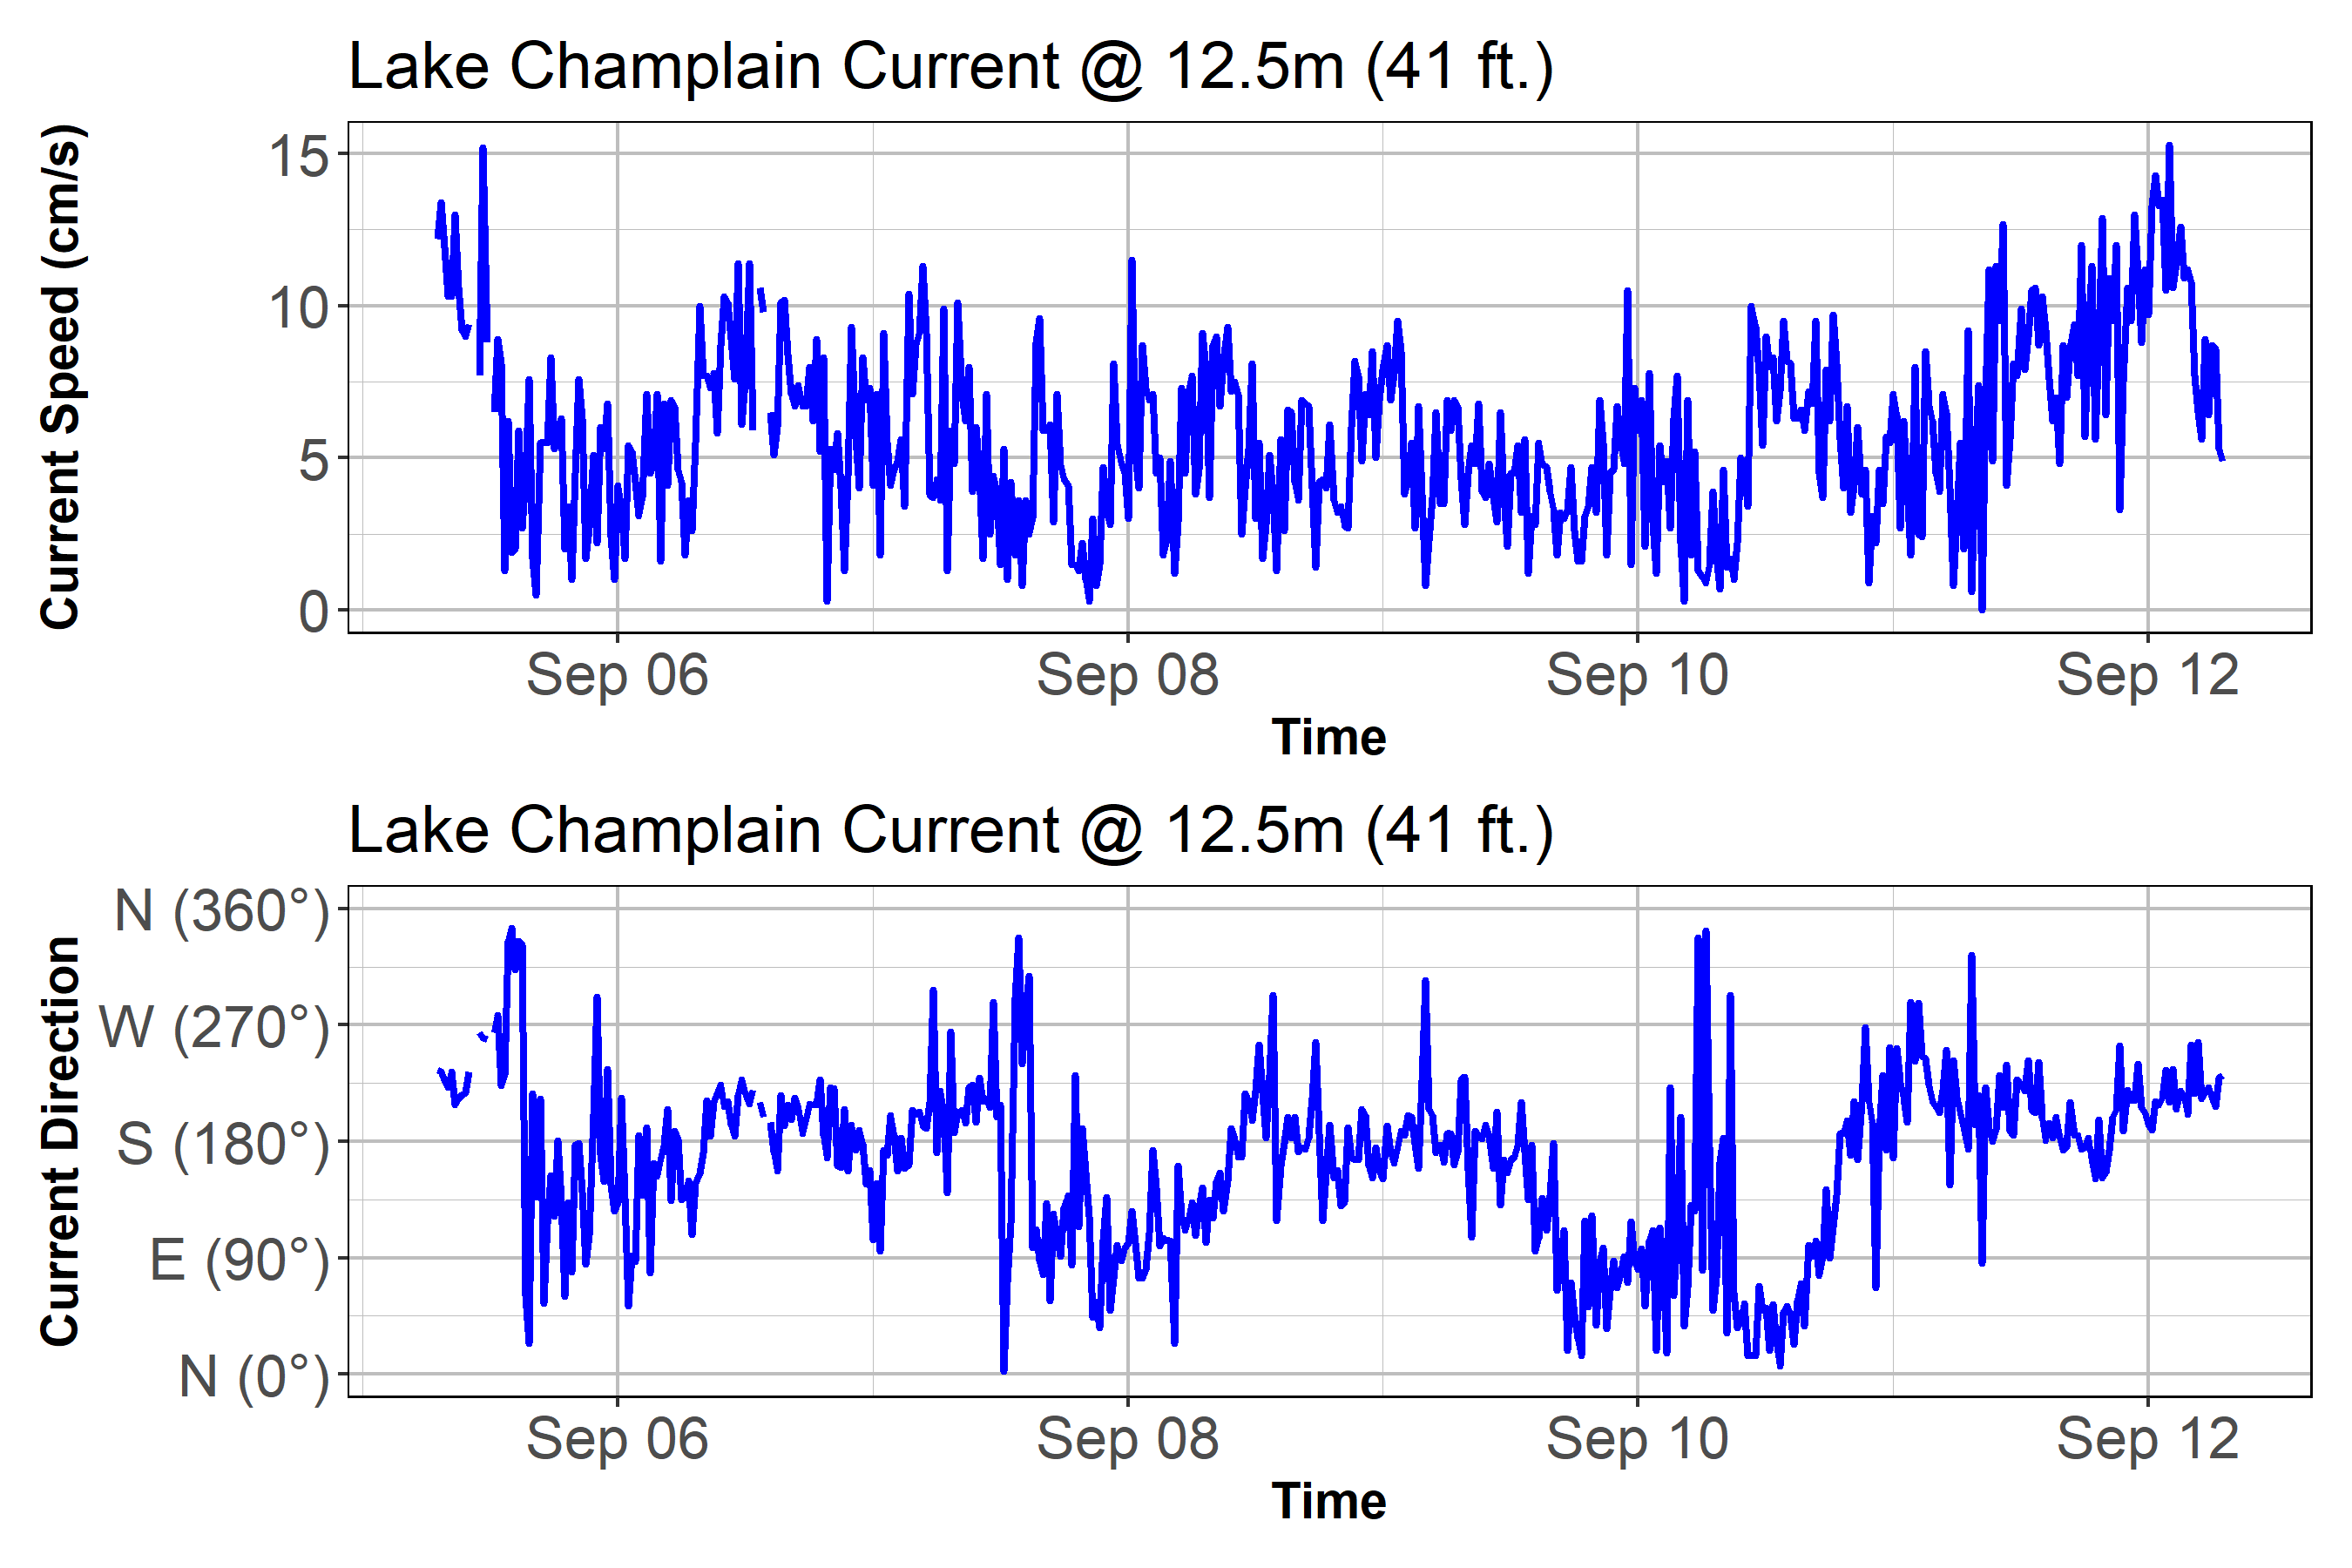 Lake Champlain Current @ 12.5m (41 ft.)
Current Speed (cm/s)
15
10
5
0
Sep 06 Sep 08 Sep 10 Sep 12
Time
Lake Champlain Current @ 12.5m (41 ft.)
Current Direction
N (360°)
W (270°)
S (180°)
E (90°)
N (0°)
Sep 06 Sep 08 Sep 10 Sep 12
Time